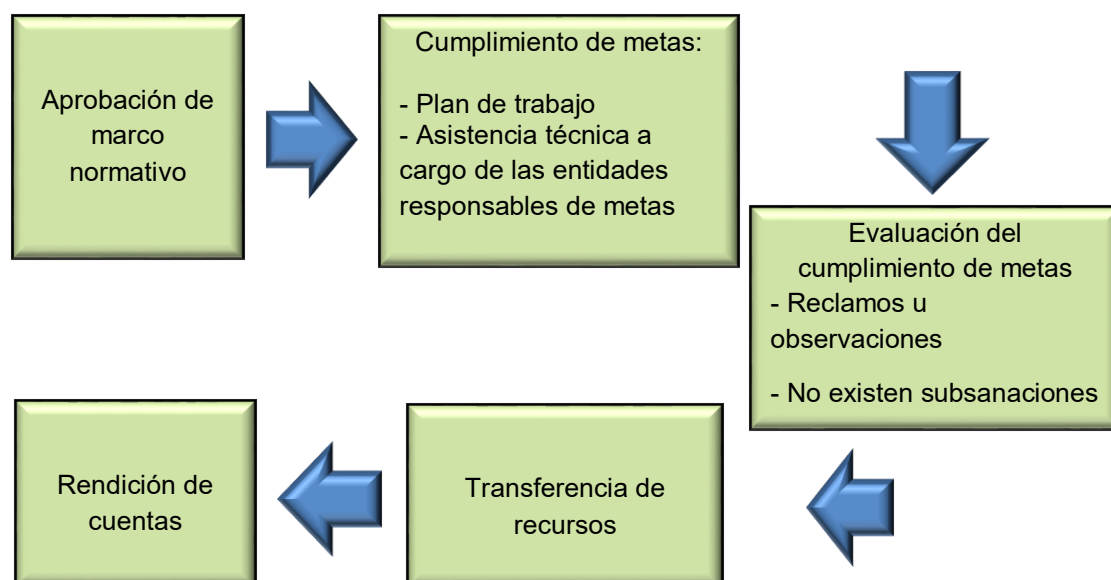 Aprobación de
marco
normativo
Cumplimiento de metas:
- Plan de trabajo
- Asistencia técnica a
cargo de las entidades
responsables de metas
Evaluación del
cumplimiento de metas
- Reclamos u
observaciones
- No existen subsanaciones
Transferencia de
recursos
Rendición de
cuentas